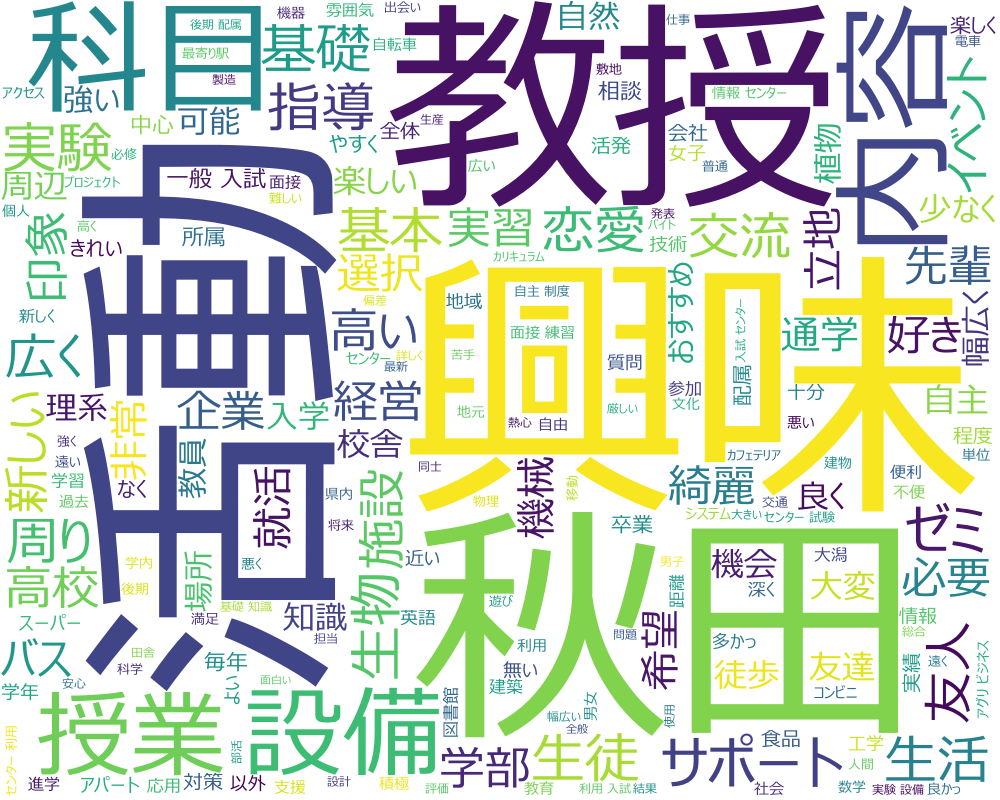 後期 配属
機器
雰囲気
出会い
科目
基礎
自転車
教授
自然
仕事
内容
楽しく
電車
最寄り駅
製造
アクセス
強い
指導
敷地
相談
情報 センター
イベント
中心
可能
全体
生産
実験
必修
やすく
活発
会社
女子
植物
広い
普通
周辺
プロジェクト
一般 入試
面接
楽しい
少なく
個人
難しい
印象
高く
所属
きれい
基本
実習
恋愛
発表
バイト
技術
交流
立地
先輩
カリキュラム
選択
新しく
活動
偏差
地域
自主 制度
おすすめ
通学
好き
幅広く
広く
高い
面接 練習
入試 センター
興味
センター
最新
詳しく
苦手
質問
理系
企業
入学
経営
参加
配属
十分
自主
文化
地元
熱心
自由
厳しい
悪い
程度
単位
新しい
強く
遠い
非常
教員
校舎
学習
過去
なく
就活
県内
将来
同士
カフェテリア
建物
便利
不便
周り
場所
施設
機械
物理
移動
綺麗
交通
良く
ゼミ
システム
大きい
センター 試験
学内
悪く
後期
高校
生物
近い
卒業
男子
距離
機会
大潟
深く
大変
必要
スーパー
基礎 知識
知識
満足
担当
英語
遊び
秋田
情報
総合
バス
田舎
科学
毎年
利用
問題
希望
多かっ
徒歩
友達
友人
実績
遠く
アグリ ビジネス
学年
安心
よい
面白い
無い
建築
コンビニ
授業
設備
図書館
幅広い
男女
全般
使用
センター 利用
部活
学部
生徒
サポート
食品
工学
人間
生活
進学
アパート
応用
対策
以外
支援
設計
積極
評価
教育
利用 入試
結果
社会
数学
実験 設備
良かっ